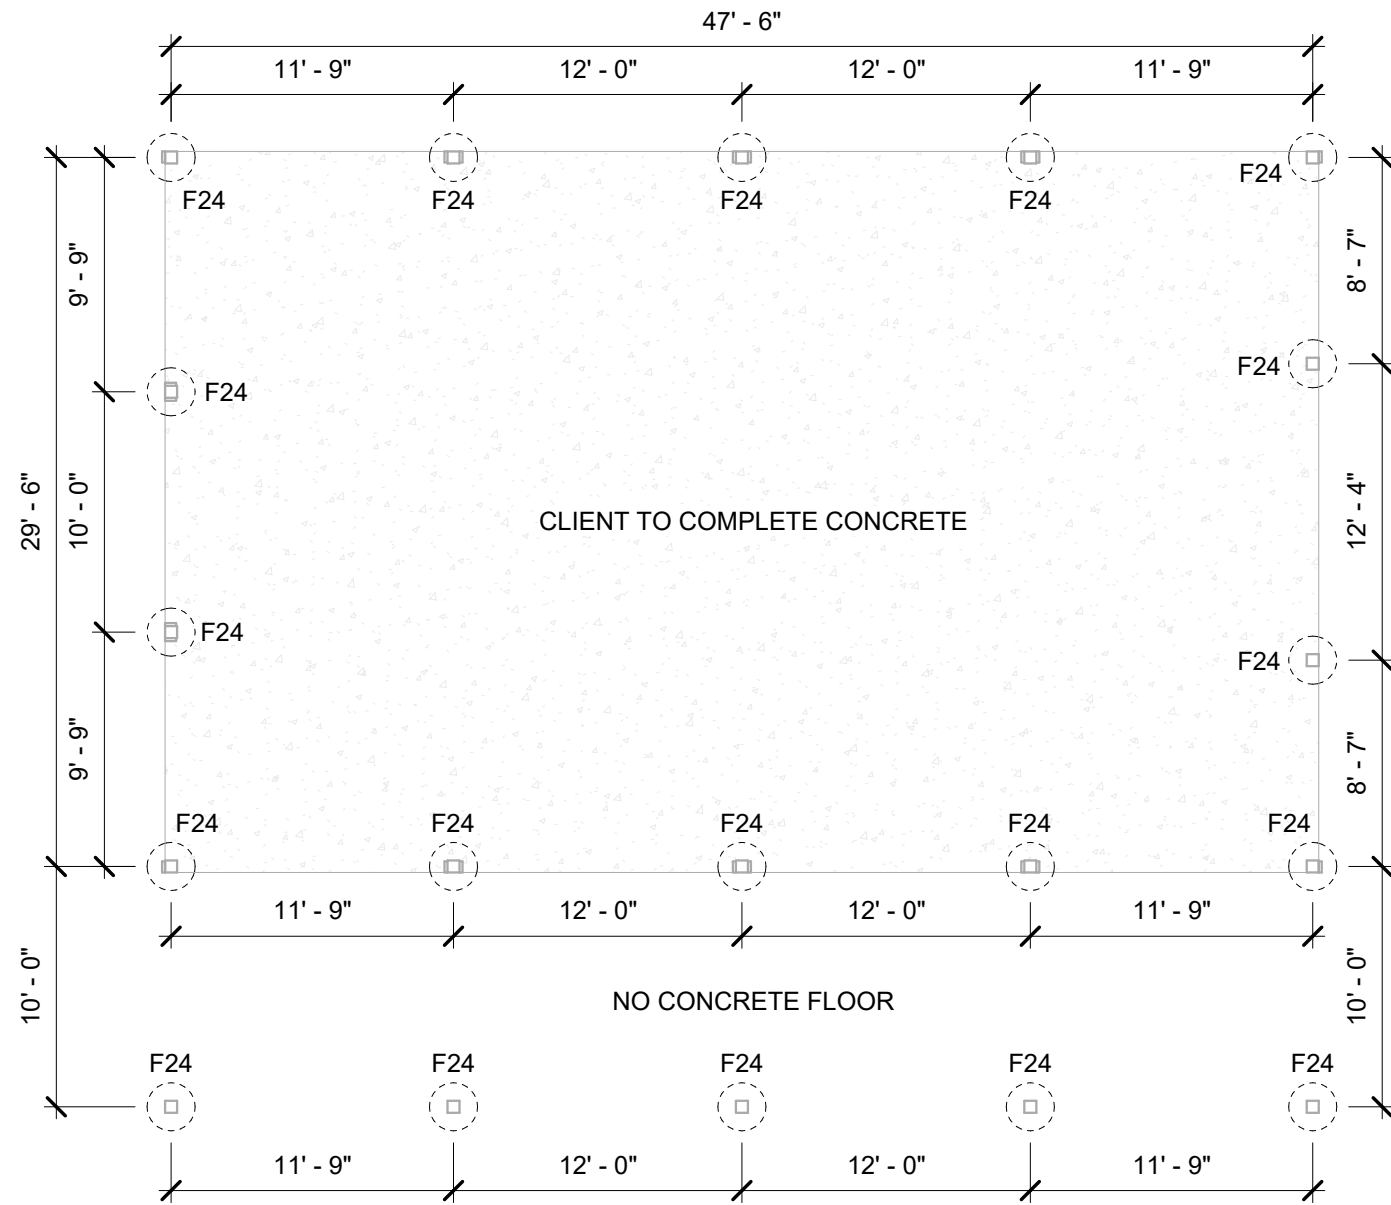 47' - 6"
11' - 9"
12' - 0"
12' - 0"
11' - 9"
F24
F24
F24
F24
F24
9' - 9"
8' - 7"
F24
F24
29' - 6"
10' - 0"
CLIENT TO COMPLETE CONCRETE
12' - 4"
F24
F24
9' - 9"
8' - 7"
F24
F24
F24
F24
F24
11' - 9"
12' - 0"
12' - 0"
11' - 9"
10' - 0"
NO CONCRETE FLOOR
10' - 0"
F24
F24
F24
F24
F24
11' - 9"
12' - 0"
12' - 0"
11' - 9"